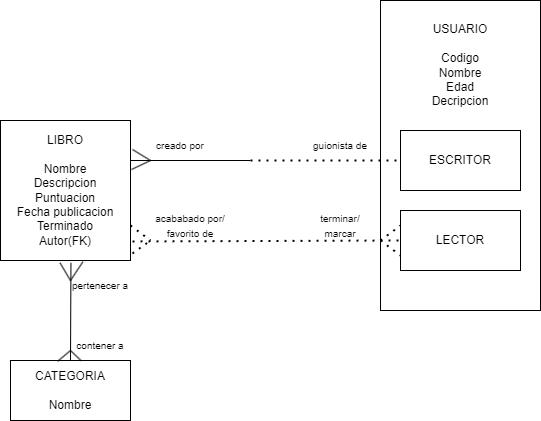 USUARIO
Codigo
Nombre
Edad
Decripcion
ESCRITOR
LECTOR
LIBRO
Nombre
Descripcion
Puntuacion
Fecha publicacion
Terminado
Autor(FK)
creado por
guionista de
acababado por/
favorito de
terminar/
marcar
pertenecer a
contener a
CATEGORIA
Nombre